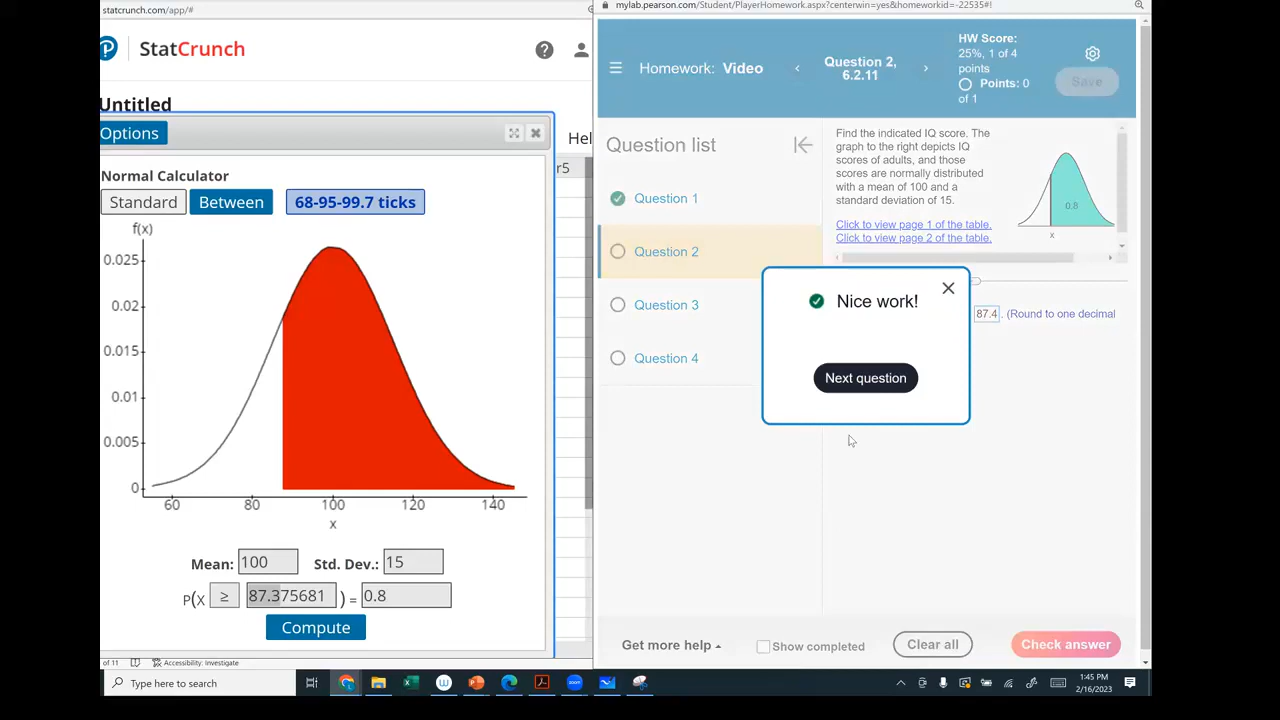 statcrunch.com/app/#
StatCrunch
Untitled
Options
Hel
r5
Normal Calculator
Standard
Between
68-95-99.7 ticks
f(x)
0.025
0.02
0.015
0.01
0.005
0
60
80
100
120
140
x
Mean:
100
Std. Dev.:
15
P(X
≥
87.375681
) =
0.8
Compute
of 11
Accessibility: Investigate
mylab.pearson.com/Student/PlayerHomework.aspx?centerwin=yes&homeworkid=-22535#!
Homework: Video
Question 2,
6.2.11
HW Score:
25%, 1 of 4
points
Points: 0
of 1
Save
Question list
Question 1
Question 2
Question 3
Question 4
Find the indicated IQ score. The
graph to the right depicts IQ
scores of adults, and those
scores are normally distributed
with a mean of 100 and a
standard deviation of 15.
Click to view page 1 of the table.
Click to view page 2 of the table.
0.8
x
87.4
. (Round to one decimal
Nice work!
Next question
Get more help
Show completed
Clear all
Check answer
Type here to search
1:45 PM
2/16/2023